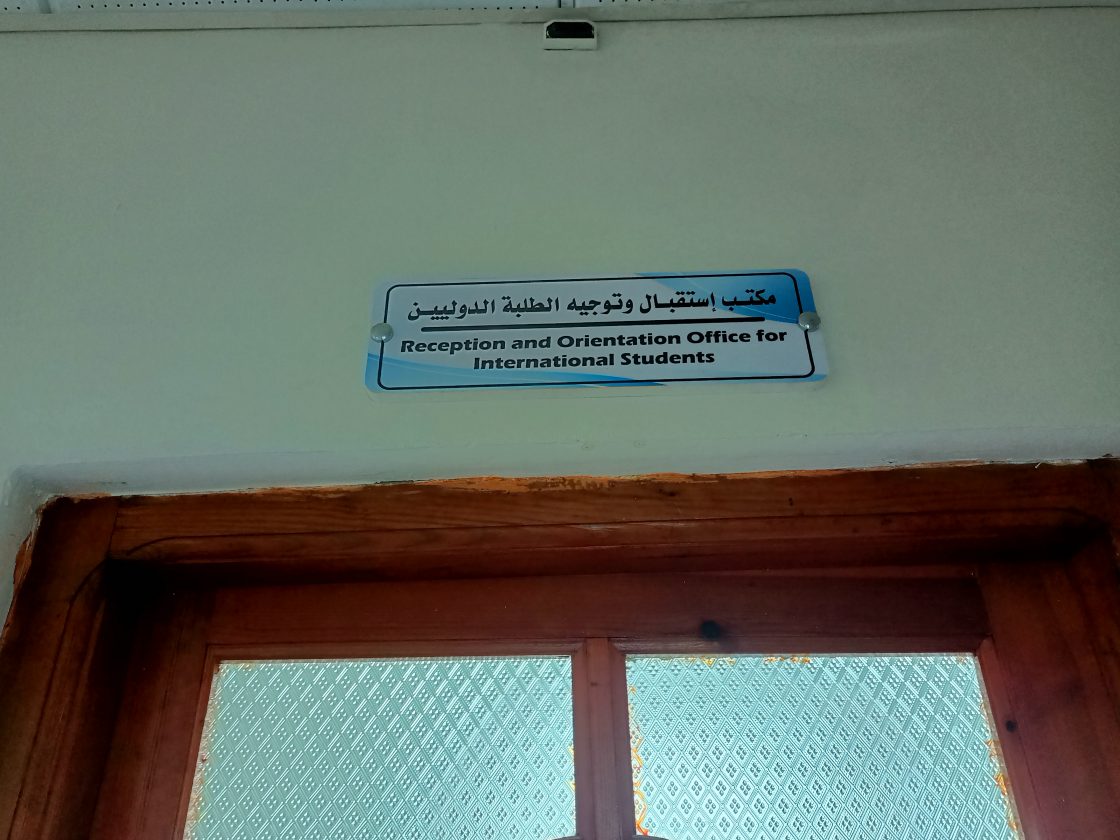 مكتب إستقبال وتوجيه الطلبة الدوليين
Reception and Orientation Office for
International Students